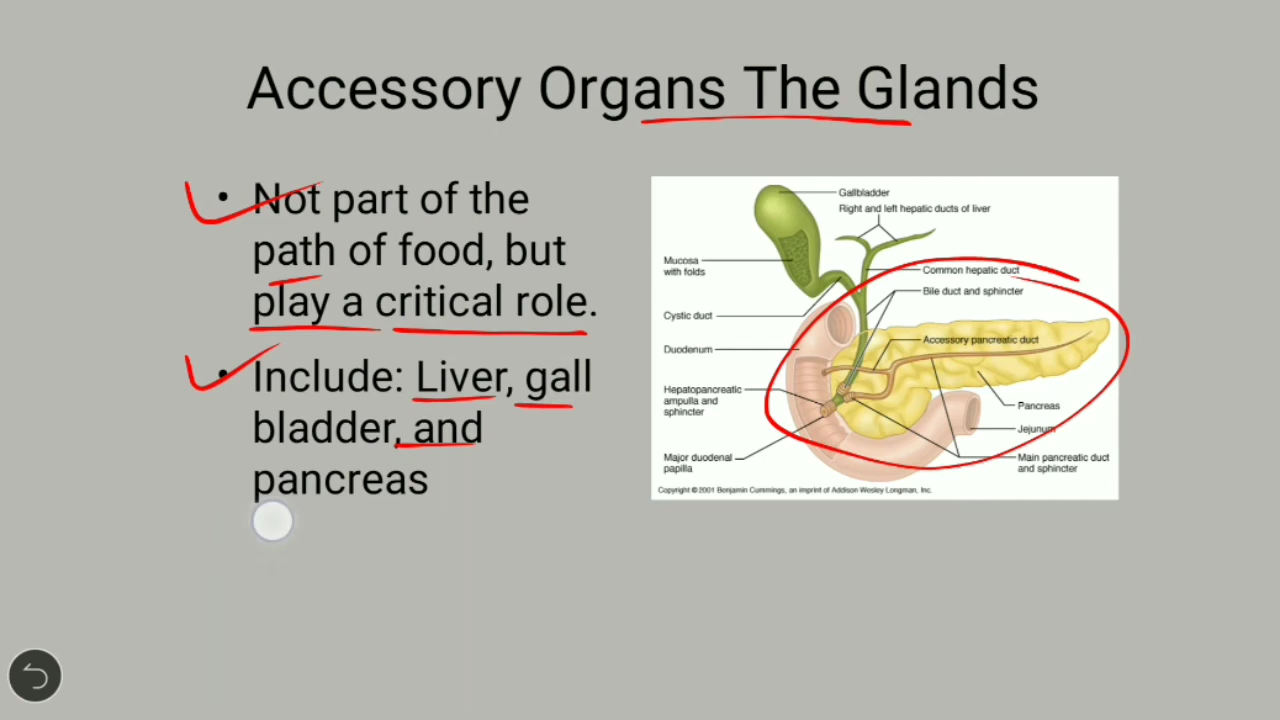 Accessory Organs The Glands
• Not part of the
path of food, but
play a critical role.
• Include: Liver, gall
bladder, and
pancreas
Gallbladder
Right and left hepatic ducts of liver
Mucosa
with folds
Common hepatic duct
Bile duct and sphincter
Cystic duct
Accessory pancreatic duct
Duodenum
Hepatopancreatic
ampulla and
sphincter
Pancreas
Jejunum
Major duodenal
papilla
Main pancreatic duct
and sphincter
Copyright © 2001 Benjamin Cummings, an imprint of Addison Wesley Longman, Inc.